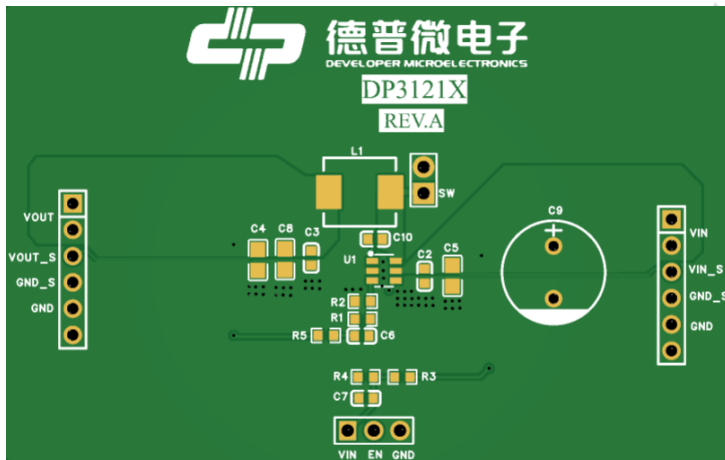 德普微电子
DEVELOPER MICROELECTRONICS
DP3121X
REV.A
L1
SW
C9
VOUT
VOUT_S
GND_S
GND
C4
C8
C3
C10
U1
C2
C5
VIN
VIN_S
GND_S
GND
R2
R1
R5
C6
R4
R3
C7
VIN EN GND